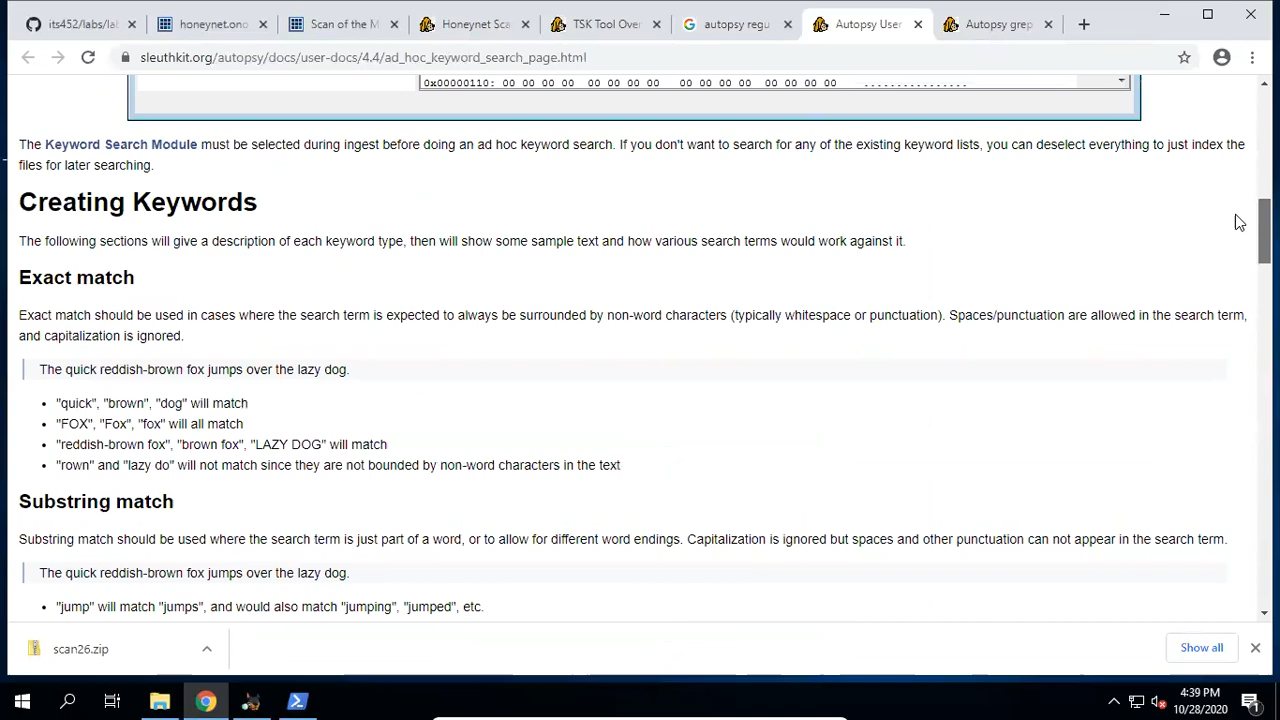 its452/labs/lab
honeynet.ono
Scan of the M
Honeynet Sca
TSK Tool Over
autopsy regu
Autopsy User
Autopsy grep
sleuthkit.org/autopsy/docs/user-docs/4.4/ad_hoc_keyword_search_page.html
0x00000110: 00 00 00 00 00 00 00 00 00 00 00 00 00 00 00 00 ................
The Keyword Search Module must be selected during ingest before doing an ad hoc keyword search. If you don't want to search for any of the existing keyword lists, you can deselect everything to just index the
files for later searching.
Creating Keywords
The following sections will give a description of each keyword type, then will show some sample text and how various search terms would work against it.
Exact match
Exact match should be used in cases where the search term is expected to always be surrounded by non-word characters (typically whitespace or punctuation). Spaces/punctuation are allowed in the search term,
and capitalization is ignored.
The quick reddish-brown fox jumps over the lazy dog.
• "quick", "brown", "dog" will match
• "FOX", "Fox", "fox" will all match
• "reddish-brown fox", "brown fox", "LAZY DOG" will match
• "rown" and "lazy do" will not match since they are not bounded by non-word characters in the text
Substring match
Substring match should be used where the search term is just part of a word, or to allow for different word endings. Capitalization is ignored but spaces and other punctuation can not appear in the search term.
The quick reddish-brown fox jumps over the lazy dog.
• "jump" will match "jumps", and would also match "jumping", "jumped", etc.
scan26.zip
Show all
4:39 PM
10/28/2020
1